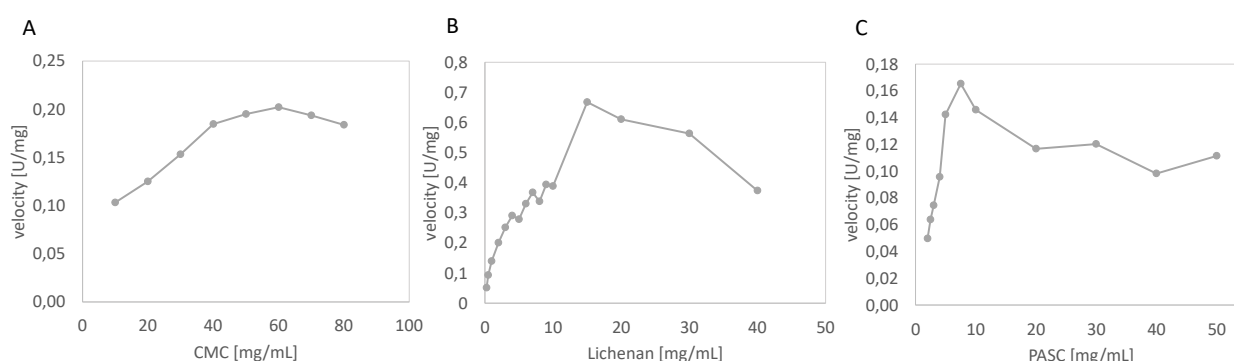 A
0,25
0,20
0,15
0,10
0,05
0,00
velocity [U/mg]
0 20 40 60 80 100
CMC [mg/mL]
B
0,8
0,7
0,6
0,5
0,4
0,3
0,2
0,1
0
velocity [U/mg]
0 10 20 30 40 50
Lichenan [mg/mL]
C
0,18
0,16
0,14
0,12
0,10
0,08
0,06
0,04
0,02
0,00
velocity [U/mg]
0 10 20 30 40 50
PASC [mg/mL]